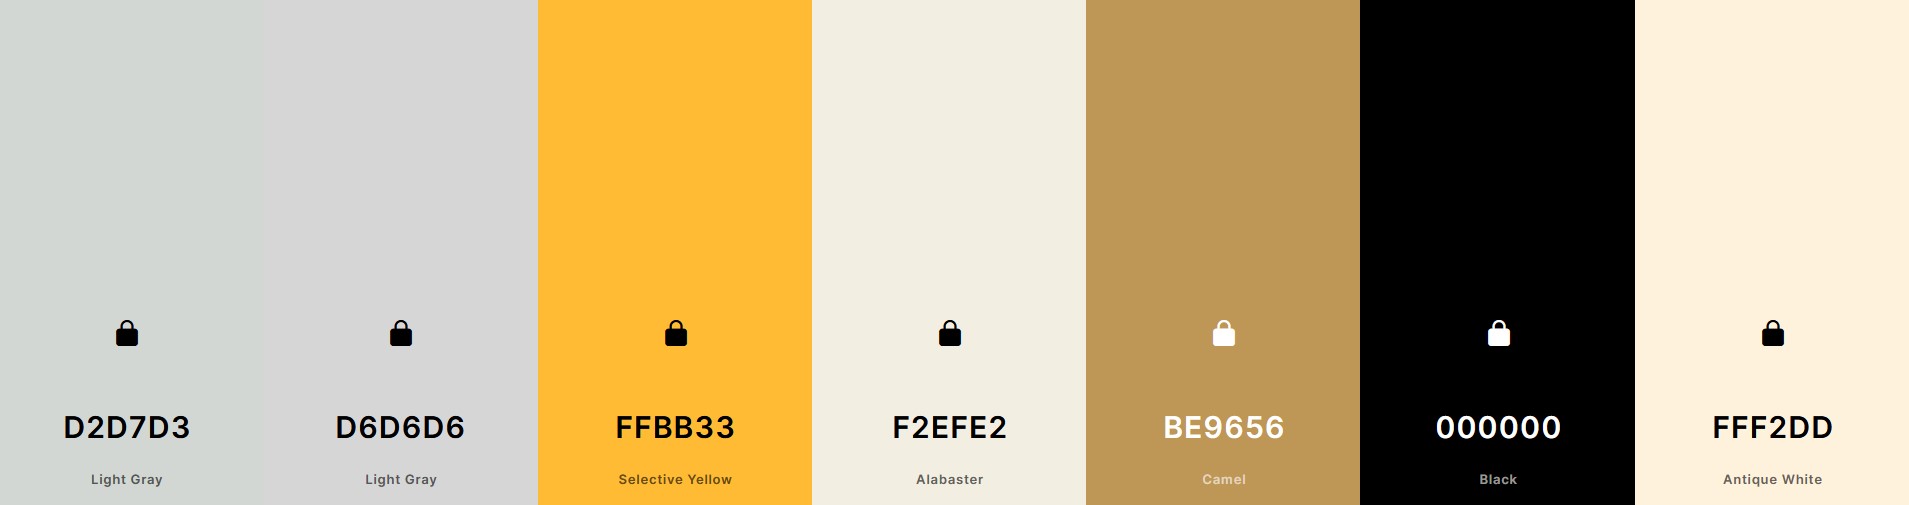 D2D7D3
Light Gray
D6D6D6
Light Gray
FFBB33
Selective Yellow
F2EFE2
Alabaster
BE9656
Camel
000000
Black
FFF2DD
Antique White